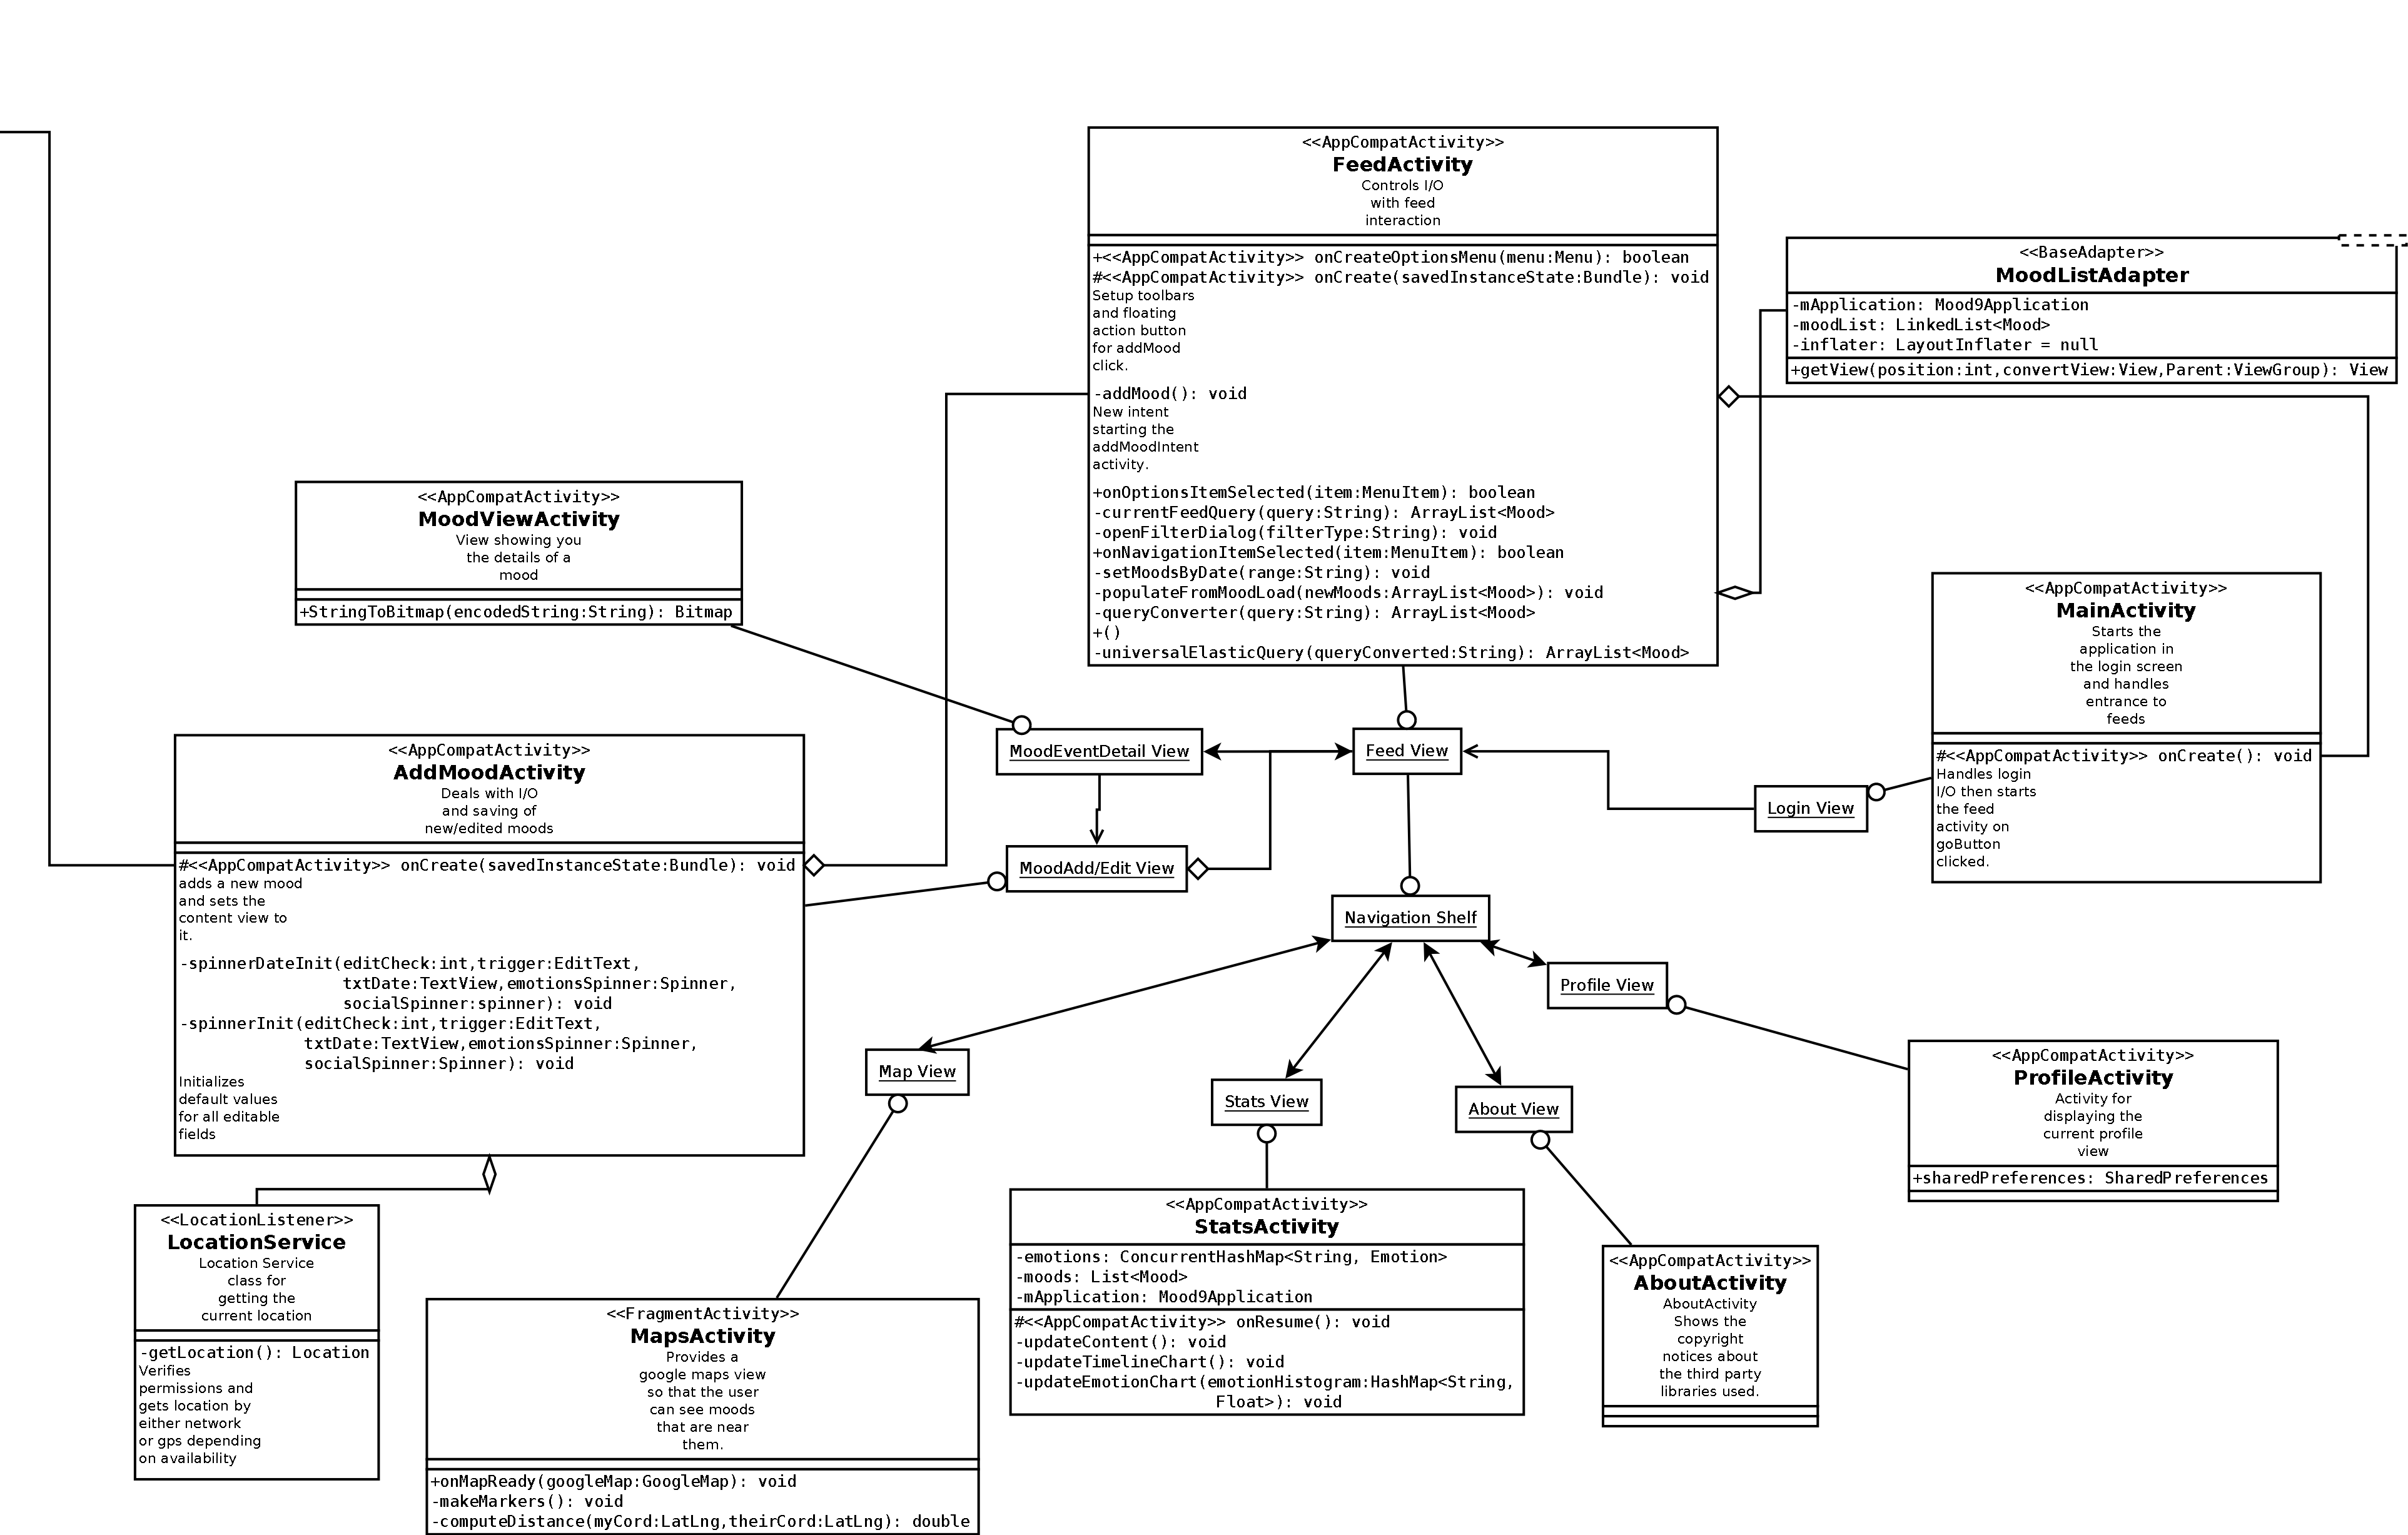 <<AppCompatActivity>>
FeedActivity
Controls I/O
with feed
interaction
+<<AppCompatActivity>> onCreateOptionsMenu(menu:Menu): boolean
#<<AppCompatActivity>> onCreate(savedInstanceState:Bundle): void
Setup toolbars
and floating
action button
for addMood
click.
-addMood(): void
New intent
starting the
addMoodIntent
activity.
+onOptionsItemSelected(item:MenuItem): boolean
-currentFeedQuery(query:String): ArrayList<Mood>
-openFilterDialog(filterType:String): void
+onNavigationItemSelected(item:MenuItem): boolean
-setMoodsByDate(range:String): void
-populateFromMoodLoad(newMoods:ArrayList<Mood>): void
-queryConverter(query:String): ArrayList<Mood>
+()
-universalElasticQuery(queryConverted:String): ArrayList<Mood>
<<BaseAdapter>>
MoodListAdapter
-mApplication: Mood9Application
-moodList: LinkedList<Mood>
-inflater: LayoutInflater = null
+getView(position:int,convertView:View,Parent:ViewGroup): View
<<AppCompatActivity>>
MoodViewActivity
View showing you
the details of a
mood
+StringToBitmap(encodedString:String): Bitmap
<<AppCompatActivity>>
MainActivity
Starts the
application in
the login screen
and handles
entrance to
feeds
#<<AppCompatActivity>> onCreate(): void
Handles login
I/O then starts
the feed
activity on
goButton
clicked.
<<AppCompatActivity>>
AddMoodActivity
Deals with I/O
and saving of
new/edited moods
#<<AppCompatActivity>> onCreate(savedInstanceState:Bundle): void
adds a new mood
and sets the
content view to
it.
-spinnerDateInit(editCheck:int,trigger:EditText,
txtDate:TextView,emotionsSpinner:Spinner,
socialSpinner:spinner): void
-spinnerInit(editCheck:int,trigger:EditText,
txtDate:TextView,emotionsSpinner:Spinner,
socialSpinner:Spinner): void
Initializes
default values
for all editable
fields
MoodEventDetail View
Feed View
Login View
MoodAdd/Edit View
Navigation Shelf
Profile View
Map View
Stats View
About View
<<AppCompatActivity>>
ProfileActivity
Activity for
displaying the
current profile
view
+sharedPreferences: SharedPreferences
<<LocationListener>>
LocationService
Location Service
class for
getting the
current location
-getLocation(): Location
Verifies
permissions and
gets location by
either network
or gps depending
on availability
<<FragmentActivity>>
MapsActivity
Provides a
google maps view
so that the user
can see moods
that are near
them.
+onMapReady(googleMap:GoogleMap): void
-makeMarkers(): void
-computeDistance(myCord:LatLng,theirCord:LatLng): double
<<AppCompatActivity>>
StatsActivity
-emotions: ConcurrentHashMap<String, Emotion>
-moods: List<Mood>
-mApplication: Mood9Application
#<<AppCompatActivity>> onResume(): void
-updateContent(): void
-updateTimelineChart(): void
-updateEmotionChart(emotionHistogram:HashMap<String,
Float>): void
<<AppCompatActivity>>
AboutActivity
AboutActivity
Shows the
copyright
notices about
the third party
libraries used.